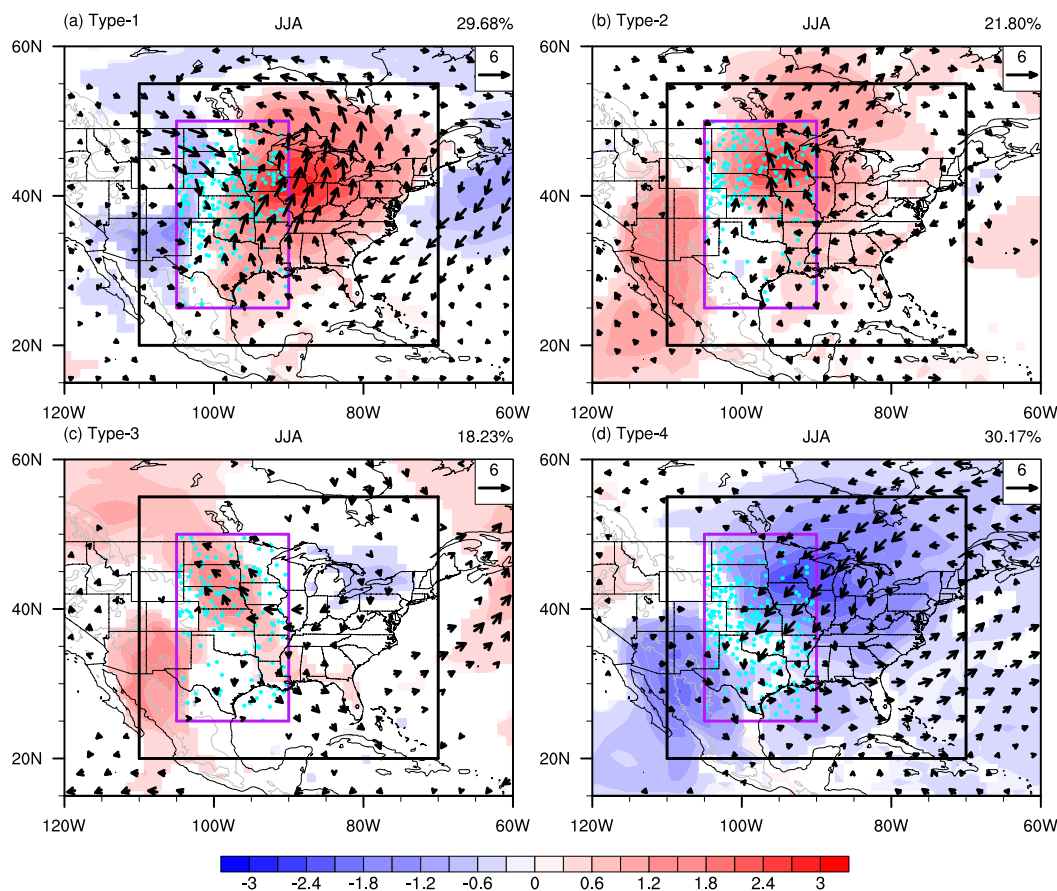 (a) Type-1 JJA 29.68%
(b) Type-2 JJA 21.80%
60N 6
60N 6
40N
40N
20N
20N
120W 100W 80W 60W
120W 100W 80W 60W
(c) Type-3 JJA 18.23%
(d) Type-4 JJA 30.17%
60N 6
60N 6
40N
40N
20N
20N
120W 100W 80W 60W
120W 100W 80W 60W
-3 -2.4 -1.8 -1.2 -0.6 0 0.6 1.2 1.8 2.4 3